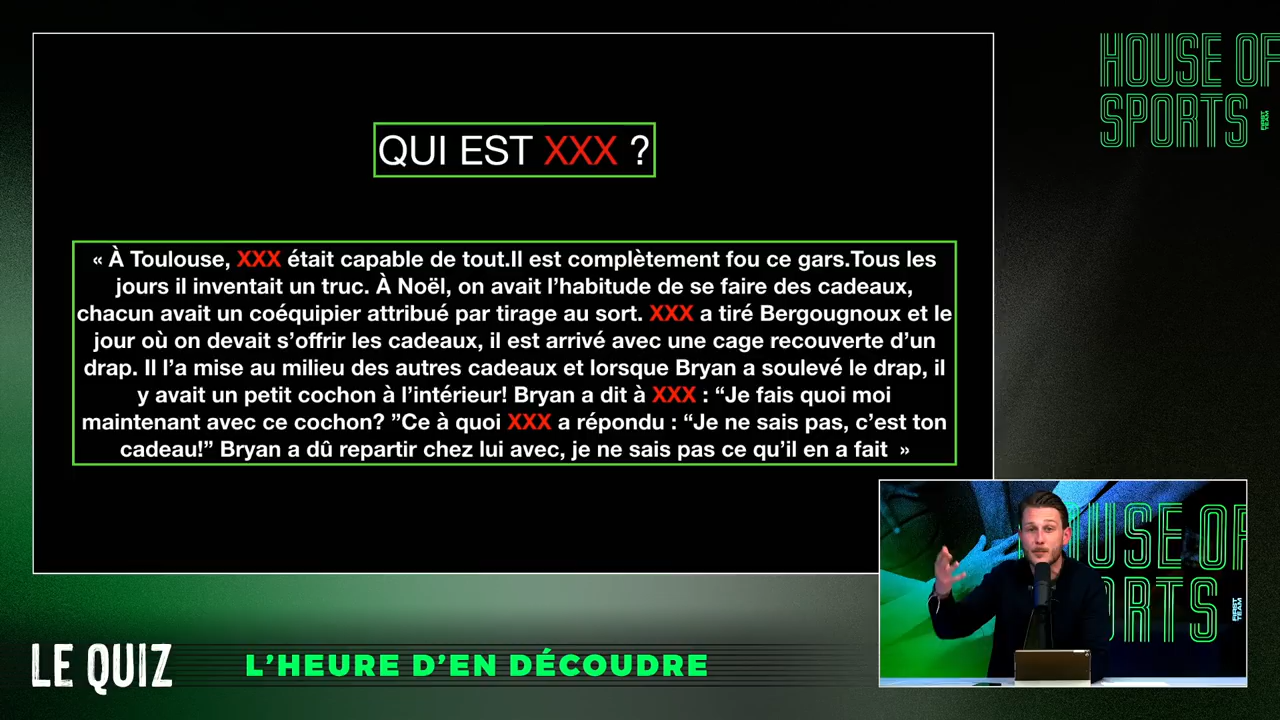 HOUSE OF
SPORTS
FIRST
TEAM
QUI EST XXX ?
« À Toulouse, XXX était capable de tout.Il est complètement fou ce gars.Tous les
jours il inventait un truc. À Noël, on avait l’habitude de se faire des cadeaux,
chacun avait un coéquipier attribué par tirage au sort. XXX a tiré Bergougnoux et le
jour où on devait s’offrir les cadeaux, il est arrivé avec une cage recouverte d’un
drap. Il l’a mise au milieu des autres cadeaux et lorsque Bryan a soulevé le drap, il
y avait un petit cochon à l’intérieur! Bryan a dit à XXX : “Je fais quoi moi
maintenant avec ce cochon? ”Ce à quoi XXX a répondu : “Je ne sais pas, c’est ton
cadeau!” Bryan a dû repartir chez lui avec, je ne sais pas ce qu’il en a fait »
USE OF
ORTS
FIRST
TEAM
LE QUIZ
L’HEURE D’EN DÉCOUDRE